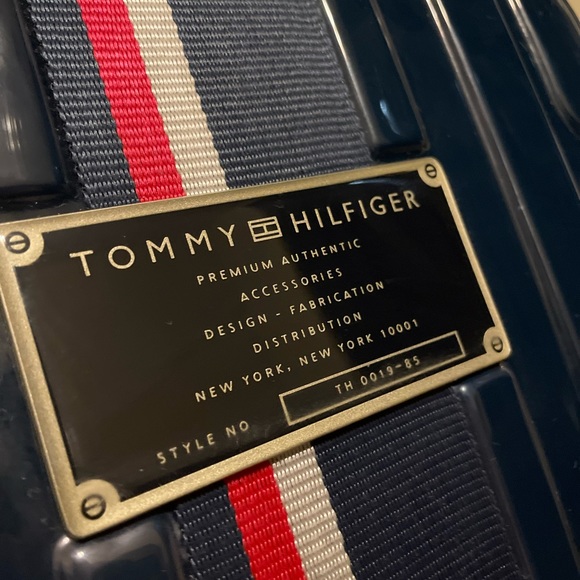 TOMMY HILFIGER
PREMIUM AUTHENTIC
ACCESSORIES
DESIGN - FABRICATION
DISTRIBUTION
NEW YORK, NEW YORK 10001
STYLE NO TH 0019-85